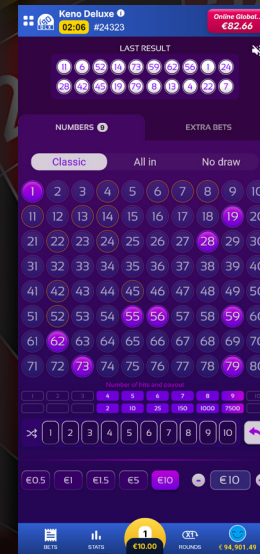 Keno Deluxe
Online Global...
02:06 #24323
€82.66
LAST RESULT
11 6 52 14 73 59 62 56 1 24
28 42 45 19 79 8 13 4 22 7
NUMBERS 9 EXTRA BETS
Classic All in No draw
1 2 3 4 5 6 7 8 9 10
11 12 13 14 15 16 17 18 19 20
21 22 23 24 25 26 27 28 29 30
31 32 33 34 35 36 37 38 39 40
41 42 43 44 45 46 47 48 49 50
51 52 53 54 55 56 57 58 59 60
61 62 63 64 65 66 67 68 69 70
71 72 73 74 75 76 77 78 79 80
Number of hits and payout
1 2 3 4 5 6 7 8 9 10
2 10 25 150 1000 7500
1 2 3 4 5 6 7 8 9 10
€0.5 €1 €1.5 €5 €10 - €10
1 X1
BETS STATS €10.00 ROUNDS € 94,901.49